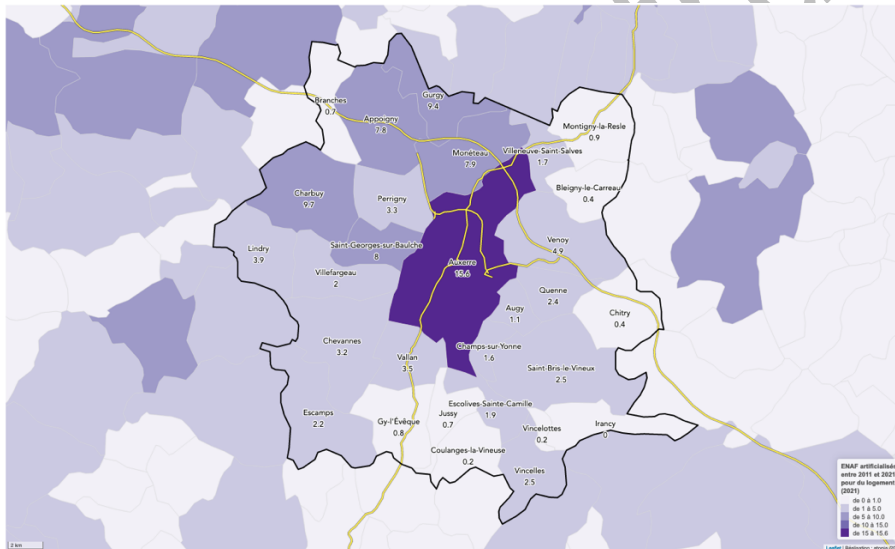 Branches
0.7
Gurgy
9.4
Appoigny
7.8
Montigny-la-Resle
0.9
Monéteau
7.9
Villeneuve-Saint-Salves
1.7
Bleigny-le-Carreau
0.4
Charbuy
9.7
Perrigny
3.3
Lindry
3.9
Saint-Georges-sur-Baulche
8
Villefargeau
2
Venoy
4.9
Auxerre
15.6
Quenne
2.4
Augy
1.1
Chitry
0.4
Chevannes
3.2
Vallan
3.5
Champs-sur-Yonne
1.6
Saint-Bris-le-Vineux
2.5
Escamps
2.2
Gy-l'Évêque
0.8
Jussy
0.7
Escolives-Sainte-Camille
1.9
Vincelottes
0.2
Irancy
0
Coulanges-la-Vineuse
0.2
Vincelles
2.5
ENAF artificialisés
entre 2011 et 2021
pour du logement
(2021)
de 0 à 1.0
de 1 à 5.0
de 5 à 10.0
de 10 à 15.0
de 15 à 15.6
2 km
Leaflet